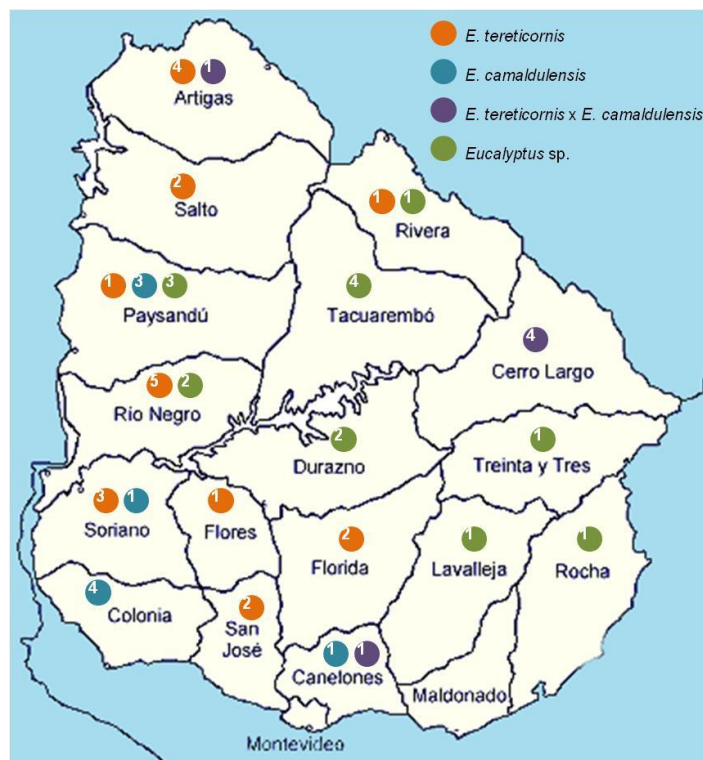 E. tereticornis
E. camaldulensis
E. tereticornis x E. camaldulensis
Eucalyptus sp.
4 1
Artigas
2
Salto
1 1
Rivera
1 3 3
Paysandú
4
Tacuarembó
4
Cerro Largo
5 2
Río Negro
2
Durazno
1
Treinta y Tres
3 1
Soriano
1
Flores
2
Florida
1
Lavalleja
1
Rocha
4
Colonia
2
San
José
1 1
Canelones
Maldonado
Montevideo